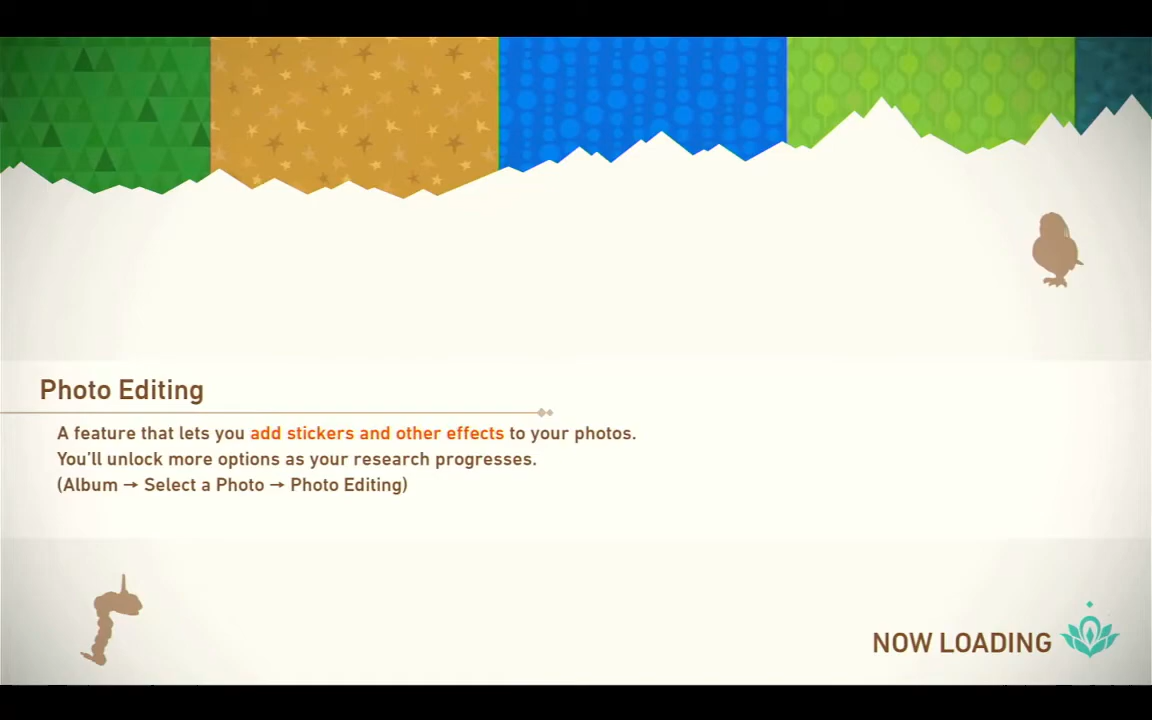 Photo Editing
A feature that lets you add stickers and other effects to your photos.
You'll unlock more options as your research progresses.
(Album → Select a Photo → Photo Editing)
NOW LOADING